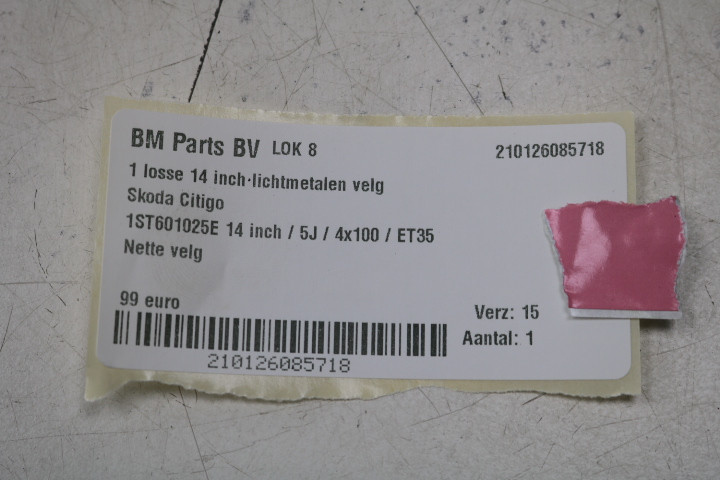 BM Parts BV LOK 8 210126085718
1 losse 14 inch-lichtmetalen velg
Skoda Citigo
1ST601025E 14 inch / 5J / 4x100 / ET35
Nette velg
99 euro
Verz: 15
Aantal: 1
210126085718